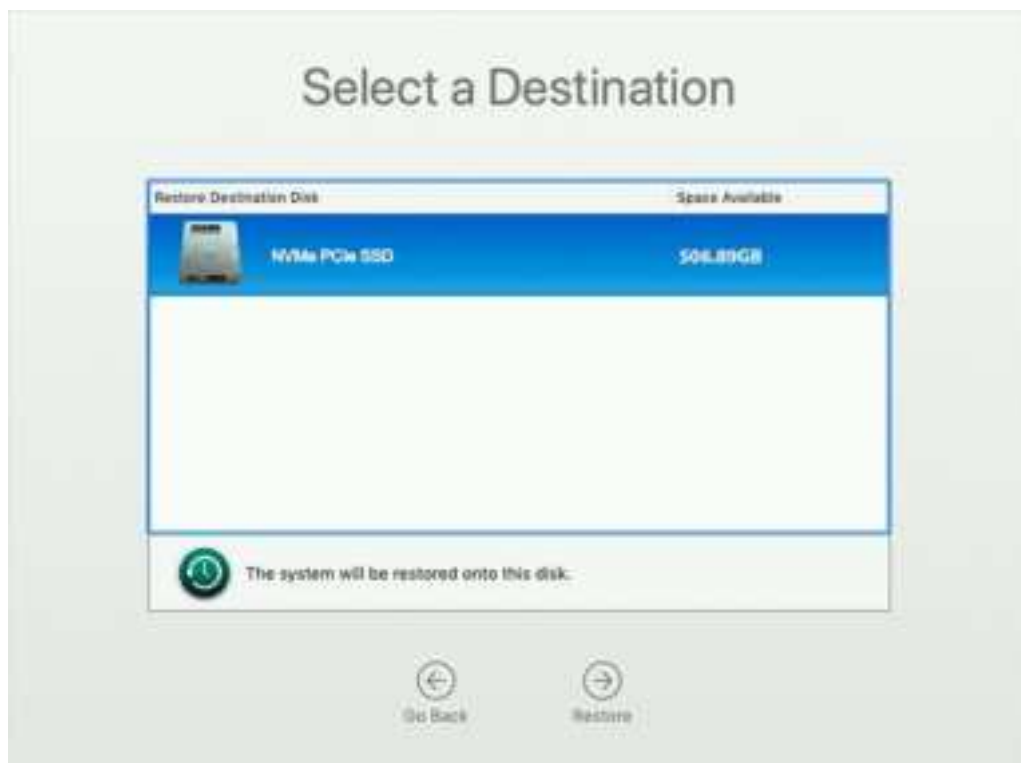 Select a Destination
Restore Destination Disk Space Available
NVMe PCIe SSD 506.89GB
The system will be restored onto this disk.
Go Back Restore